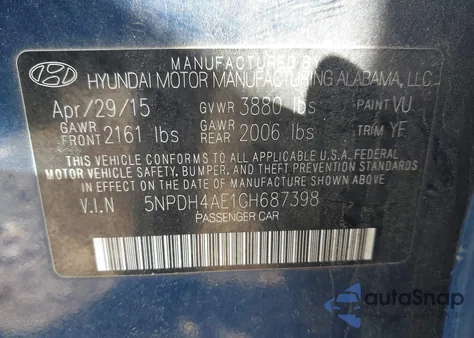 MANUFACTURED BY
HYUNDAI MOTOR MANUFACTURING ALABAMA, LLC.
Apr/29/15 GVWR 3880 lbs PAINT VU
GAWR FRONT 2161 lbs GAWR REAR 2006 lbs TRIM YF
THIS VEHICLE CONFORMS TO ALL APPLICABLE U.S.A. FEDERAL
MOTOR VEHICLE SAFETY, BUMPER, AND THEFT PREVENTION STANDARDS
IN EFFECT ON THE DATE OF MANUFACTURE SHOWN ABOVE.
V.I.N 5NPDH4AE1CH687398
PASSENGER CAR
autoSnap